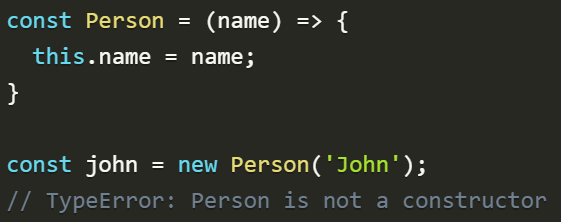 const Person = (name) => {
  this.name = name;
}

const john = new Person('John');
// TypeError: Person is not a constructor